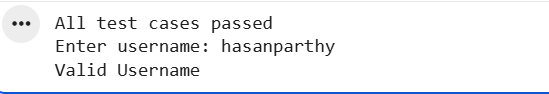 All test cases passed
Enter username: hasanparthy
Valid Username